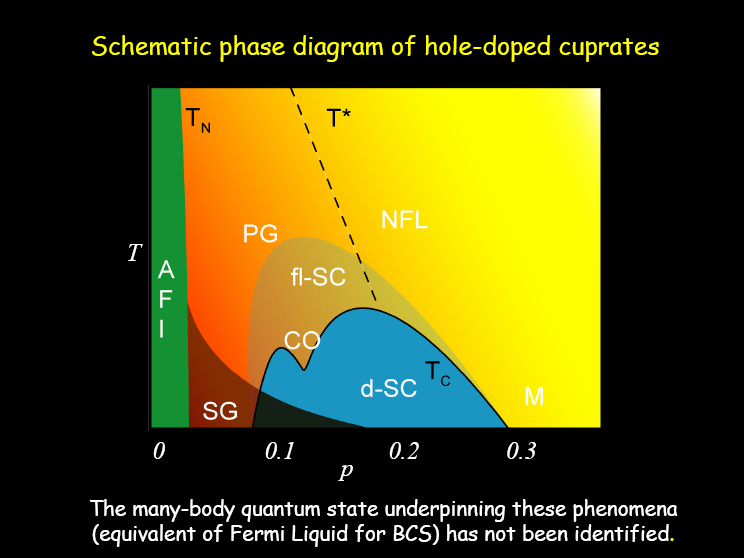 Schematic phase diagram of hole-doped cuprates
T_N
T*
NFL
PG
T
A
F
I
fl-SC
CO
T_C
d-SC
M
SG
0 0.1 0.2 0.3
p
The many-body quantum state underpinning these phenomena
(equivalent of Fermi Liquid for BCS) has not been identified.